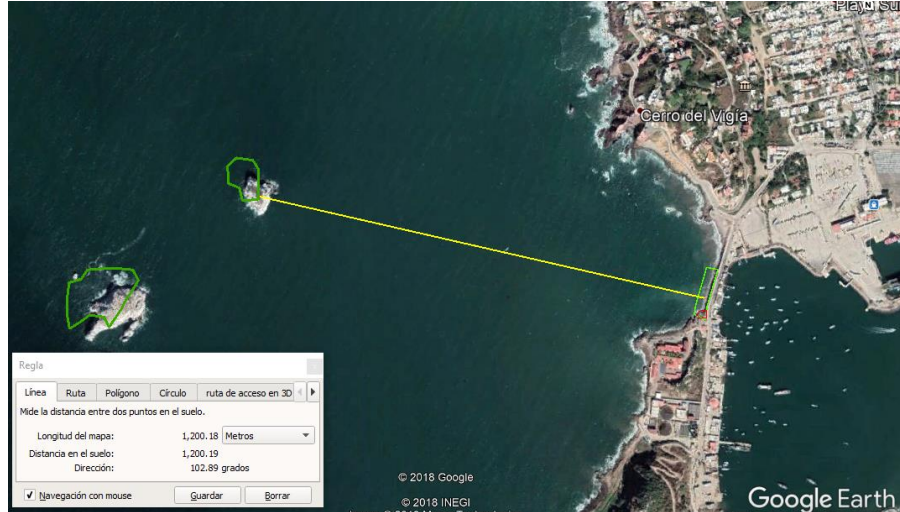 Cerro del Vigía
Regla
Línea
Ruta
Polígono
Círculo
ruta de acceso en 3D
Mide la distancia entre dos puntos en el suelo.
Longitud del mapa: 1,200.18 Metros
Distancia en el suelo: 1,200.19
Dirección: 102.89 grados
Navegación con mouse
Guardar
Borrar
© 2018 Google
© 2018 INEGI
Google Earth